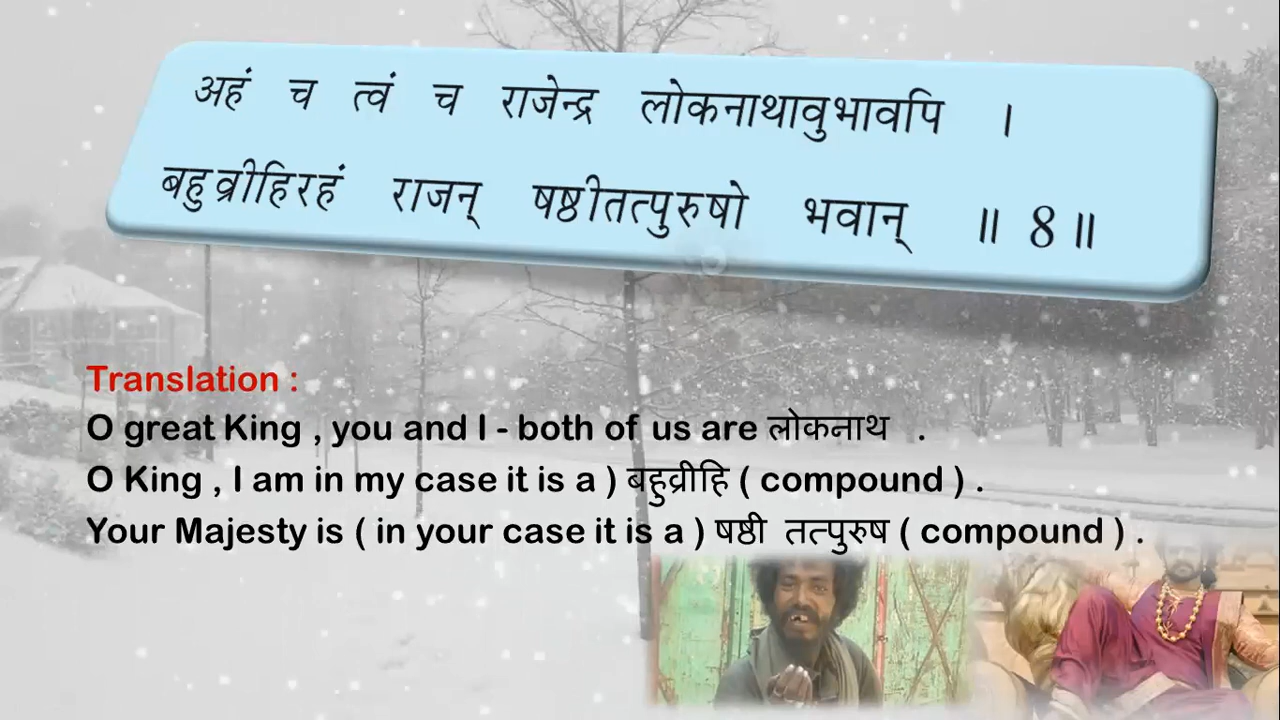 अहं च त्वं च राजेन्द्र लोकनाथावुभावपि ।
बहुव्रीहिरहं राजन् षष्ठीतत्पुरुषो भवान् ॥ 8 ॥
Translation :
O great King , you and I - both of us are लोकनाथ .
O King , I am in my case it is a ) बहुव्रीहि ( compound ) .
Your Majesty is ( in your case it is a ) षष्ठी तत्पुरुष ( compound ) .